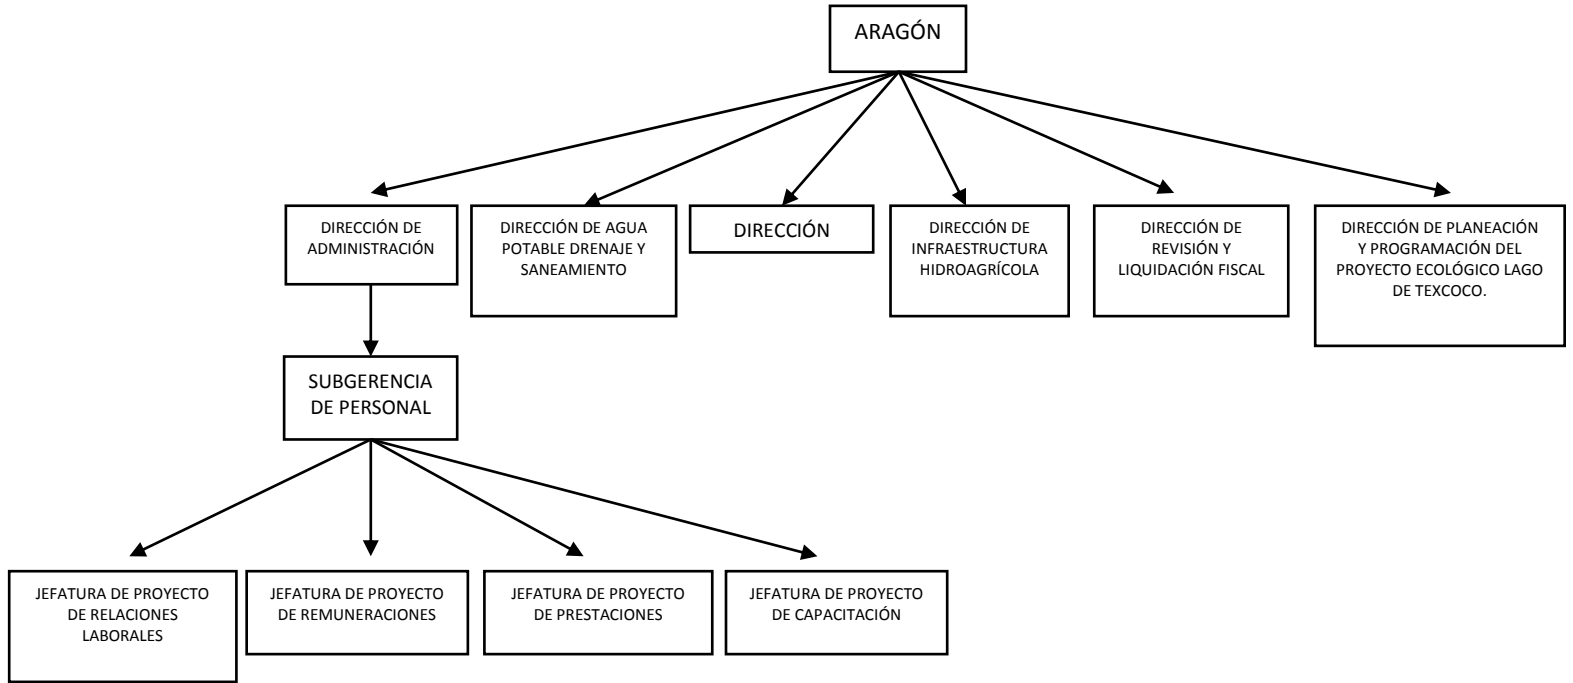 ARAGÓN
DIRECCIÓN DE
ADMINISTRACIÓN
DIRECCIÓN DE AGUA
POTABLE DRENAJE Y
SANEAMIENTO
DIRECCIÓN
DIRECCIÓN DE
INFRAESTRUCTURA
HIDROAGRÍCOLA
DIRECCIÓN DE
REVISIÓN Y
LIQUIDACIÓN FISCAL
DIRECCIÓN DE PLANEACIÓN
Y PROGRAMACIÓN DEL
PROYECTO ECOLÓGICO LAGO
DE TEXCOCO.
SUBGERENCIA
DE PERSONAL
JEFATURA DE PROYECTO
DE RELACIONES
LABORALES
JEFATURA DE PROYECTO
DE REMUNERACIONES
JEFATURA DE PROYECTO
DE PRESTACIONES
JEFATURA DE PROYECTO
DE CAPACITACIÓN